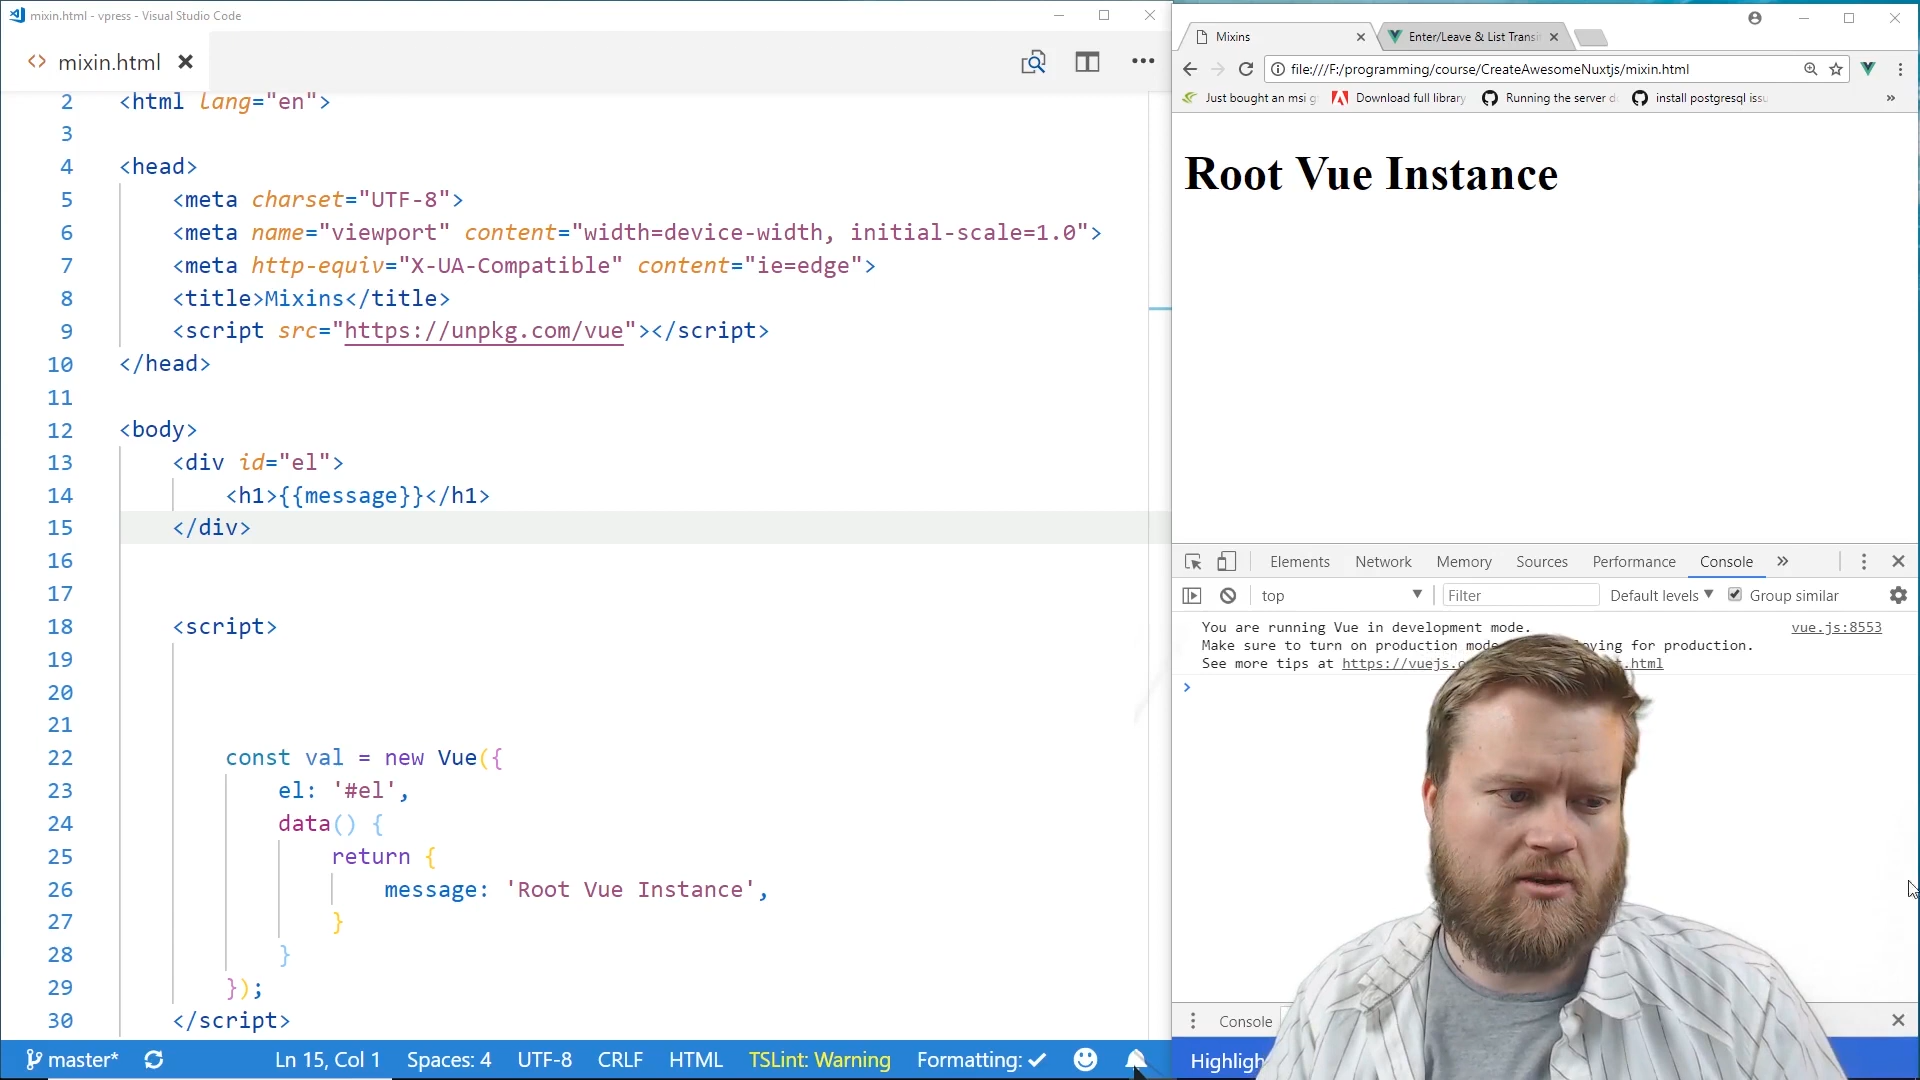 mixin.html - vpress - Visual Studio Code
mixin.html
2 <html lang="en">
3
4 <head>
5 <meta charset="UTF-8">
6 <meta name="viewport" content="width=device-width, initial-scale=1.0">
7 <meta http-equiv="X-UA-Compatible" content="ie=edge">
8 <title>Mixins</title>
9 <script src="https://unpkg.com/vue"></script>
10 </head>
11
12 <body>
13 <div id="el">
14 <h1>{{message}}</h1>
15 </div>
16
17
18 <script>
19
20
21
22 const val = new Vue({
23 el: '#el',
24 data() {
25 return {
26 message: 'Root Vue Instance',
27 }
28 }
29 });
30 </script>
master* Ln 15, Col 1 Spaces: 4 UTF-8 CRLF HTML TSLint: Warning Formatting: ✓
Mixins Enter/Leave & List Transi
file:///F:/programming/course/CreateAwesomeNuxtjs/mixin.html
Just bought an msi g Download full library Running the server d install postgresql issu »
Root Vue Instance
Elements Network Memory Sources Performance Console »
top Filter Default levels Group similar
You are running Vue in development mode. vue.js:8553
Make sure to turn on production mode ying for production.
See more tips at https://vuejs.o .html
>
Console
Highligh